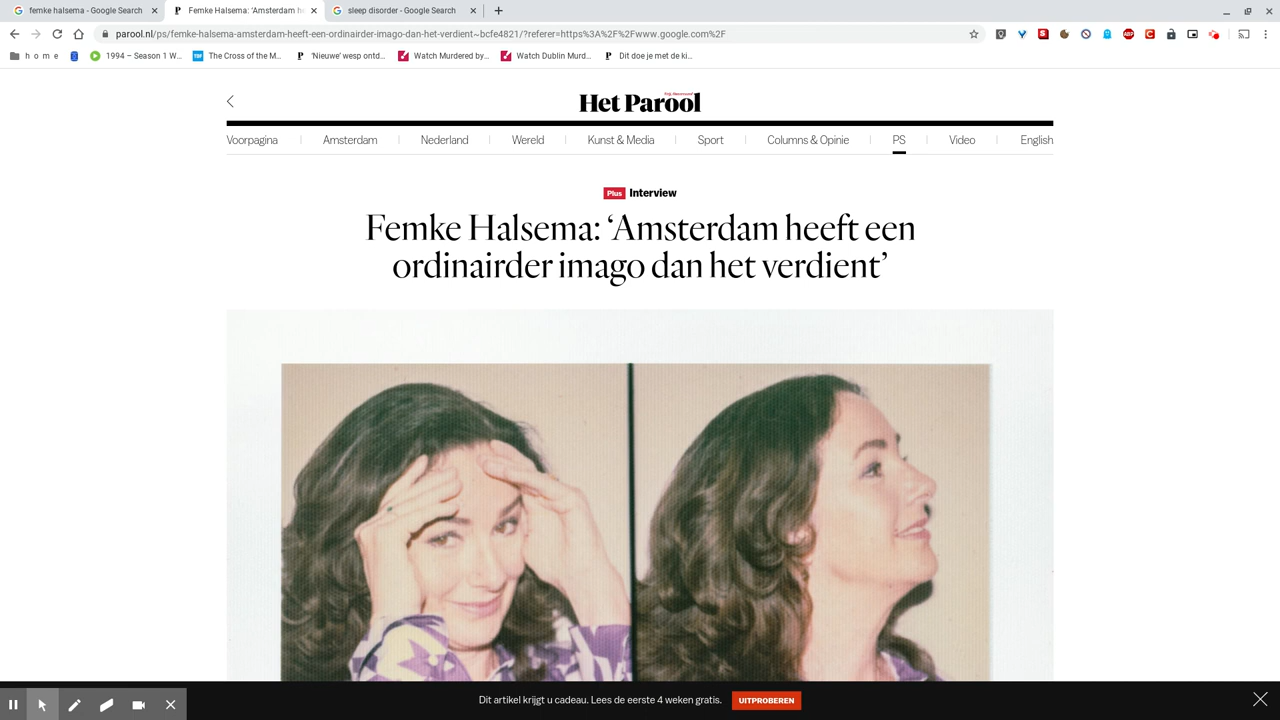 femke halsema - Google Search
Femke Halsema: 'Amsterdam he
sleep disorder - Google Search
parool.nl/ps/femke-halsema-amsterdam-heeft-een-ordinairder-imago-dan-het-verdient~bcfe4821/?referer=https%3A%2F%2Fwww.google.com%2F
h o m e
1994 – Season 1 W...
The Cross of the M...
'Nieuwe' wesp ontd...
Watch Murdered by...
Watch Dublin Murd...
Dit doe je met de ki...
Het Parool
Voorpagina
Amsterdam
Nederland
Wereld
Kunst & Media
Sport
Columns & Opinie
PS
Video
English
Plus Interview
Femke Halsema: ‘Amsterdam heeft een
ordinairder imago dan het verdient’
Dit artikel krijgt u cadeau. Lees de eerste 4 weken gratis.
UITPROBEREN